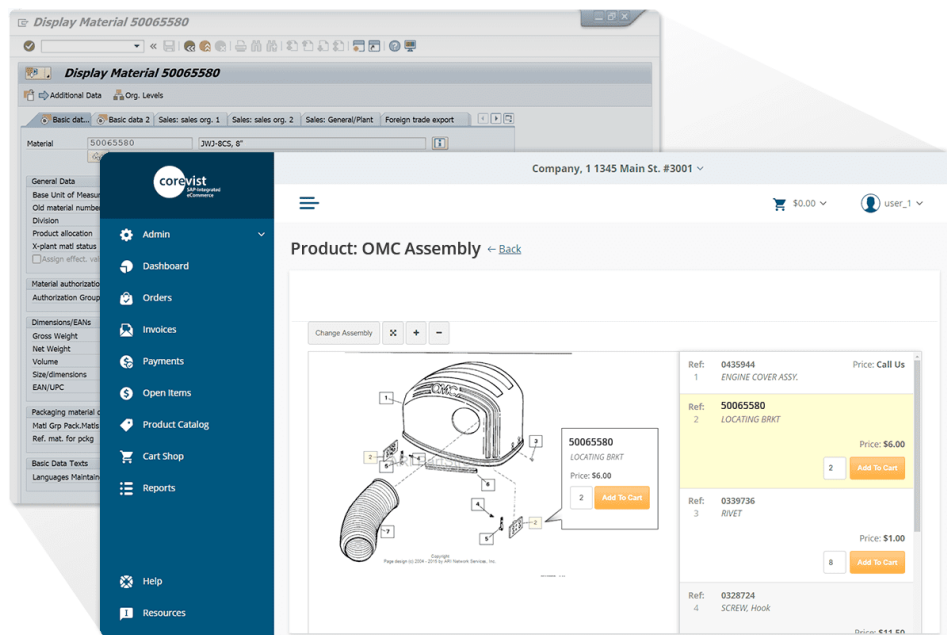 Display Material 50065580
Display Material 50065580
Additional Data
Org. Levels
Basic dat...
Basic data 2
Sales: sales org. 1
Sales: sales org. 2
Sales: General/Plant
Foreign trade export
Material
50065580
JWJ-8CS, 8"
General Data
Base Unit of Measur
Old material number
Division
Product allocation
X-plant matl status
Assign effect. val
Material authorizatio
Authorization Group
Dimensions/EANs
Gross Weight
Net Weight
Volume
Size/dimensions
EAN/UPC
Packaging material d
Matl Grp Pack.Matls
Ref. mat. for pckg
Basic Data Texts
Languages Maintain
corevist
SAP-Integrated
eCommerce
Admin
Dashboard
Orders
Invoices
Payments
Open Items
Product Catalog
Cart Shop
Reports
Help
Resources
Company, 1 1345 Main St. #3001
$0.00
user_1
Product: OMC Assembly
Back
Change Assembly
OMC
1
2
5
4
3
6
4
5
2
7
50065580
LOCATING BRKT
Price: $6.00
2
Add To Cart
Copyright
Page design (c) 2004 - 2016 by ARI Network Services, Inc.
Ref: 0435944 Price: Call Us
1 ENGINE COVER ASSY.
Ref: 50065580
2 LOCATING BRKT
Price: $6.00
2 Add To Cart
Ref: 0339736
3 RIVET
Price: $1.00
8 Add To Cart
Ref: 0328724
4 SCREW, Hook
Price: $11.50